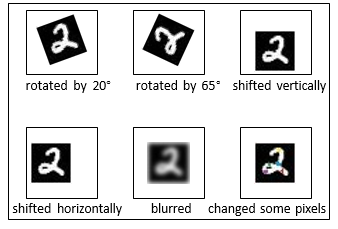 rotated by 20° rotated by 65° shifted vertically
shifted horizontally blurred changed some pixels